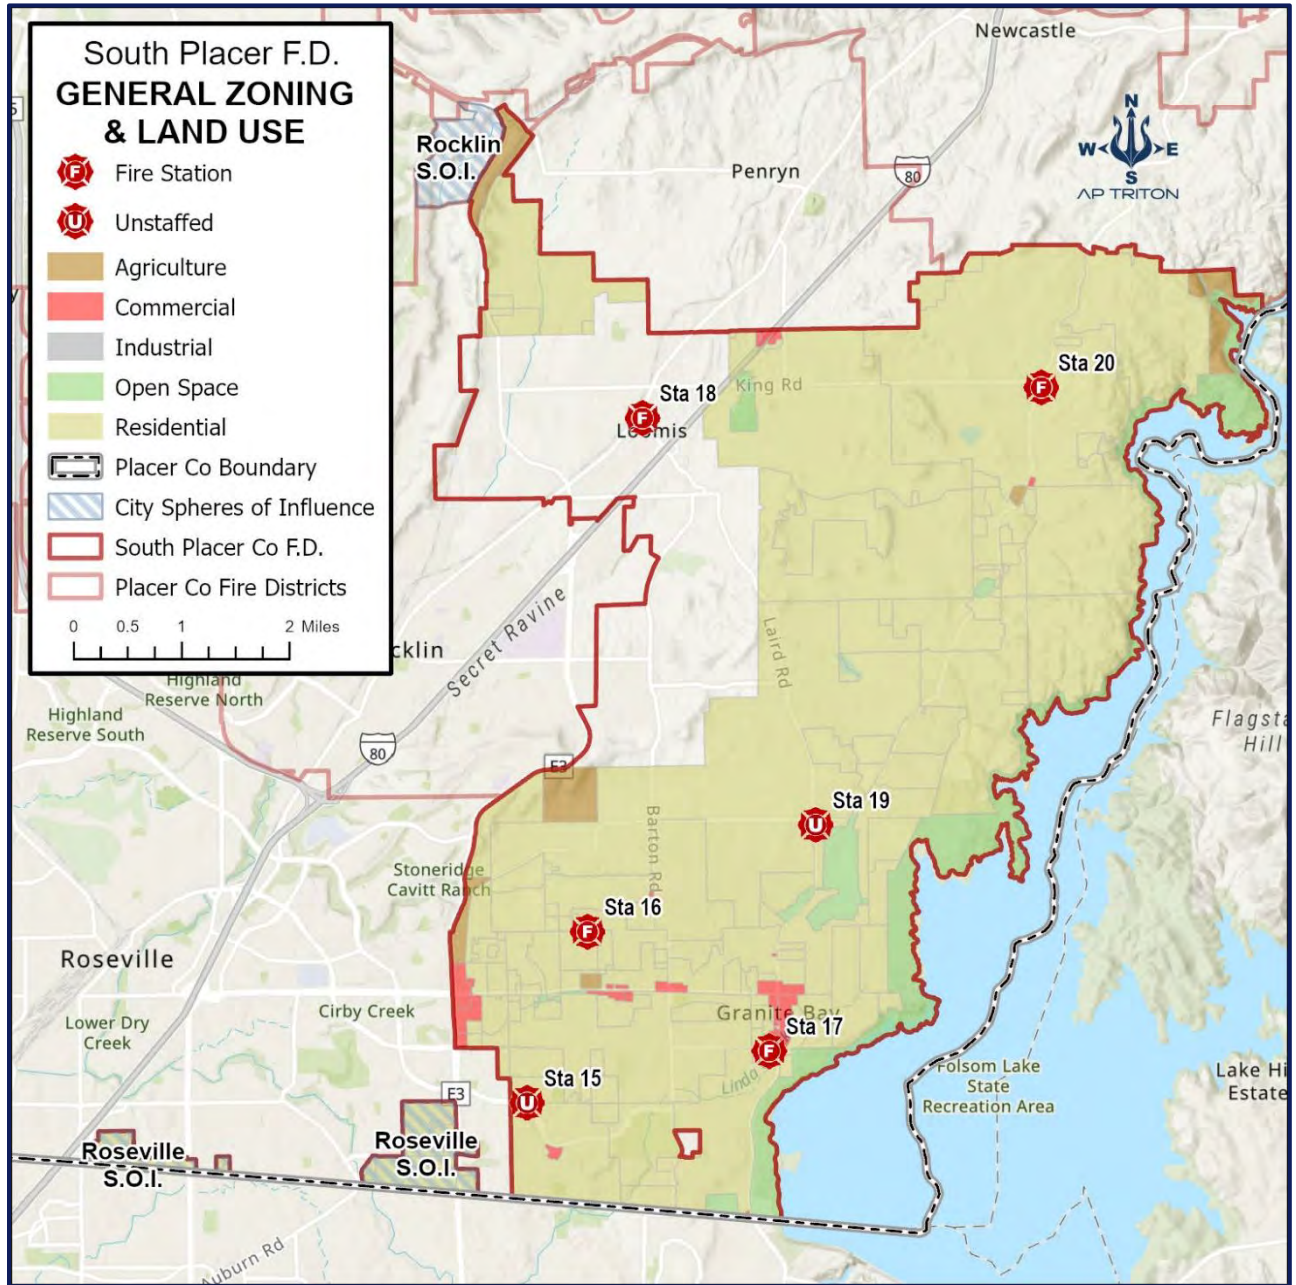 South Placer F.D.
GENERAL ZONING
& LAND USE
Fire Station
Unstaffed
Agriculture
Commercial
Industrial
Open Space
Residential
Placer Co Boundary
City Spheres of Influence
South Placer Co F.D.
Placer Co Fire Districts
0 0.5 1 2 Miles
Newcastle
N
W E
S
AP TRITON
Rocklin
S.O.I.
Penryn
80
Sta 20
King Rd
Sta 18
Loomis
Laird Rd
Secret Ravine
cklin
Highland
Reserve North
Highland
Reserve South
80
E3
Flagsta
Hill
Sta 19
Barton Rd
Stoneridge
Cavitt Ranch
Sta 16
Roseville
Cirby Creek
Lower Dry
Creek
Granite Bay
Sta 17
Linda
Sta 15
E3
Folsom Lake
State
Recreation Area
Lake Hi
Estate
Roseville
S.O.I.
Roseville
S.O.I.
Auburn Rd